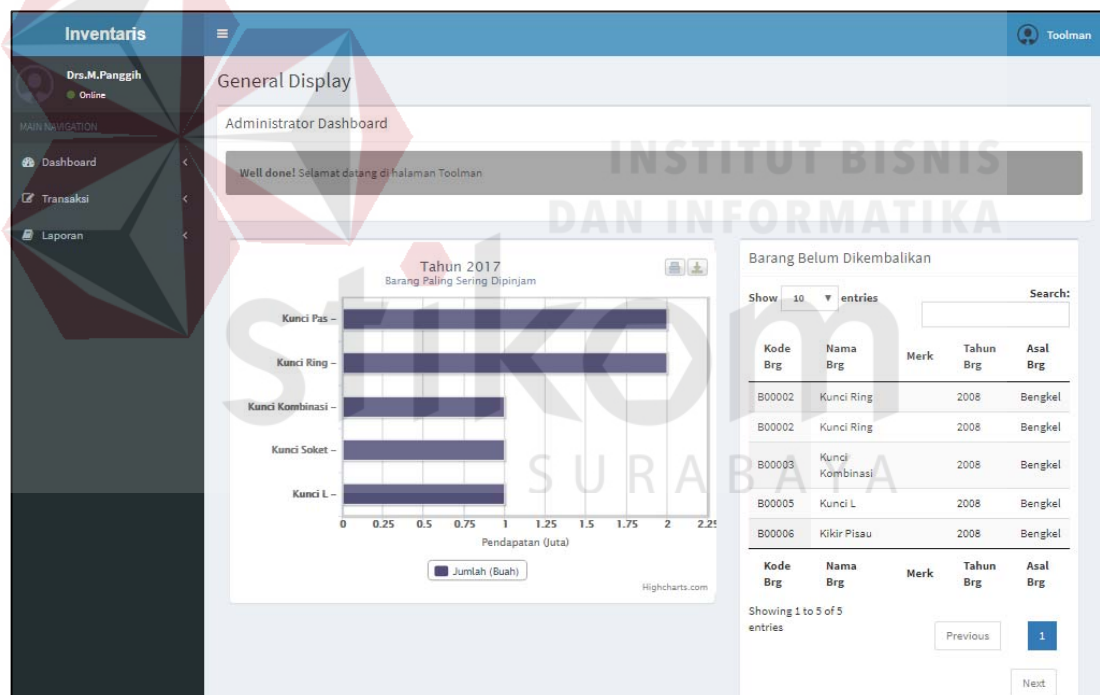 Inventaris
Toolman
Drs.M.Panggih
Online
MAIN NAVIGATION
Dashboard
Transaksi
Laporan
General Display
Administrator Dashboard
Well done! Selamat datang di halaman Toolman
INSTITUT BISNIS
DAN INFORMATIKA
stikom
SURABAYA
Tahun 2017
Barang Paling Sering Dipinjam
Kunci Pas
Kunci Ring
Kunci Kombinasi
Kunci Soket
Kunci L
0 0.25 0.5 0.75 1 1.25 1.5 1.75 2 2.25
Pendapatan (Juta)
Jumlah (Buah)
Highcharts.com
Barang Belum Dikembalikan
Show 10 entries
Search:
Kode Brg Nama Brg Merk Tahun Brg Asal Brg
B00002 Kunci Ring 2008 Bengkel
B00002 Kunci Ring 2008 Bengkel
B00003 Kunci Kombinasi 2008 Bengkel
B00005 Kunci L 2008 Bengkel
B00006 Kikir Pisau 2008 Bengkel
Kode Brg Nama Brg Merk Tahun Brg Asal Brg
Showing 1 to 5 of 5
entries
Previous 1
Next